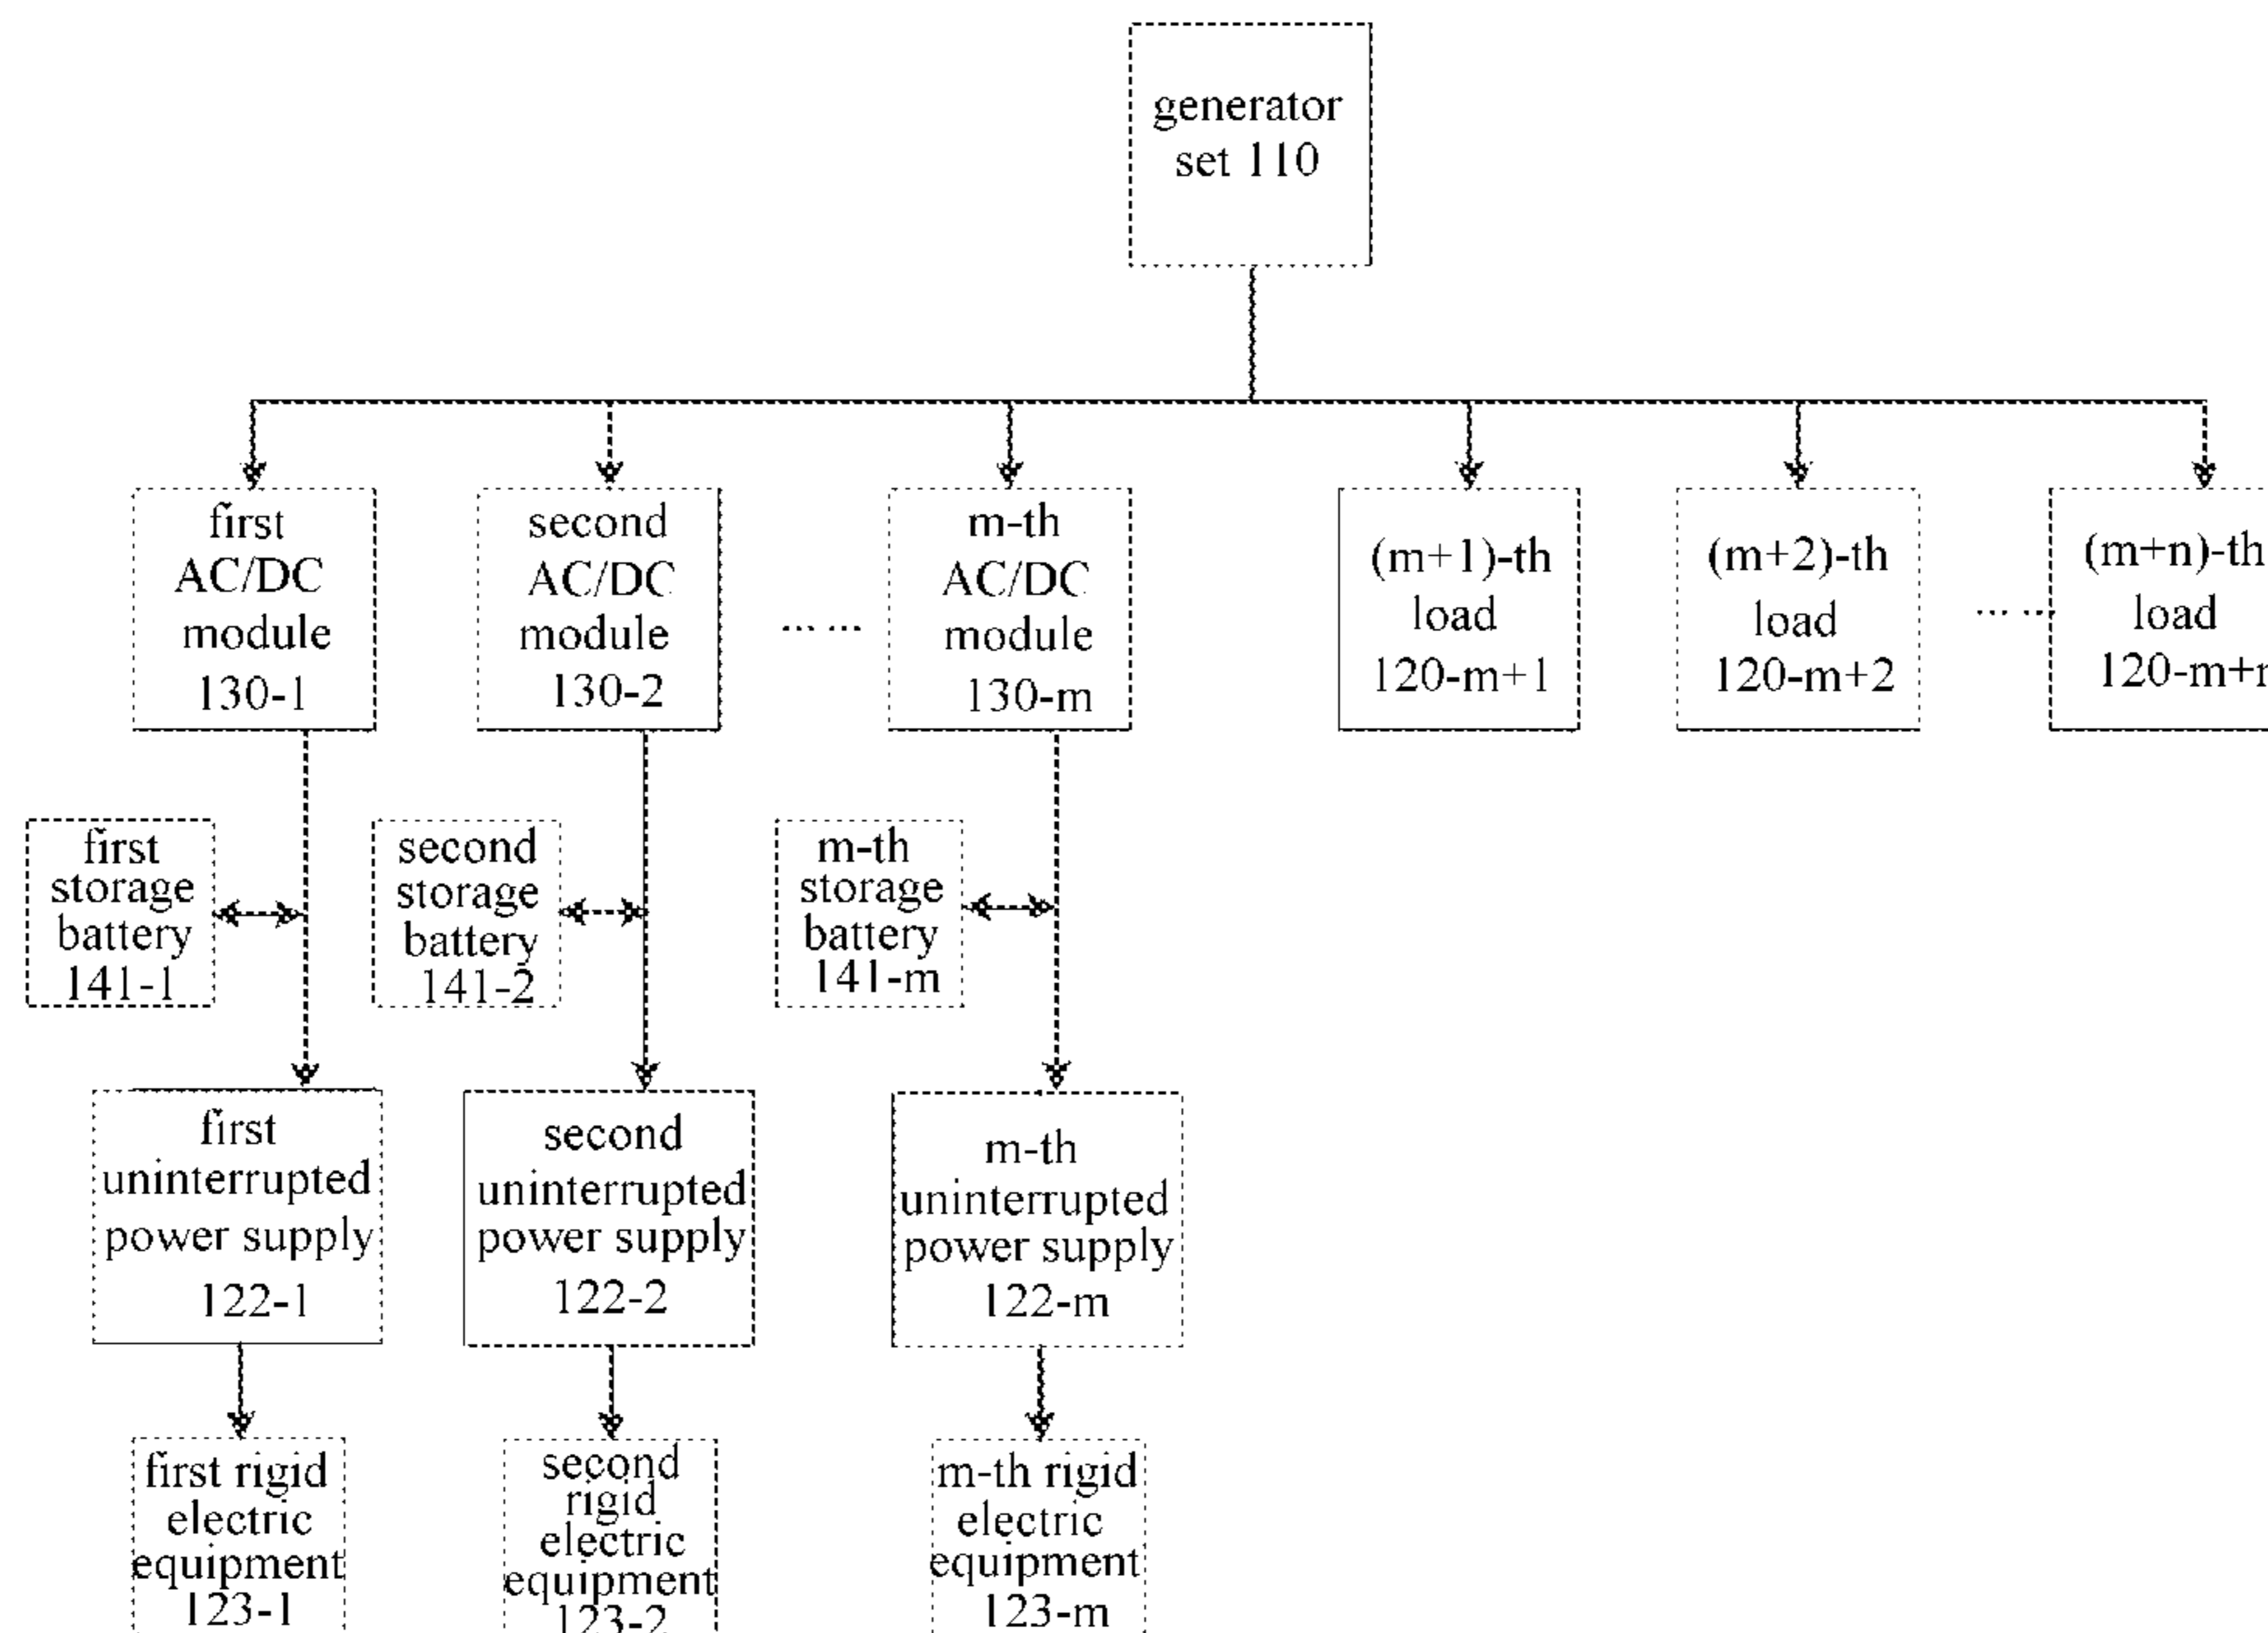 generator
set 110
first
AC/DC
module
130-1
second
AC/DC
module
130-2
... ...
m-th
AC/DC
module
130-m
(m+1)-th
load
120-m+1
(m+2)-th
load
120-m+2
... ...
(m+n)-th
load
first
storage
battery
141-1
second
storage
battery
141-2
m-th
storage
battery
141-m
first
uninterrupted
power supply
122-1
second
uninterrupted
power supply
122-2
m-th
uninterrupted
power supply
122-m
first rigid
electric
equipment
123-1
second
rigid
electric
equipment
123-2
m-th rigid
electric
equipment
123-m